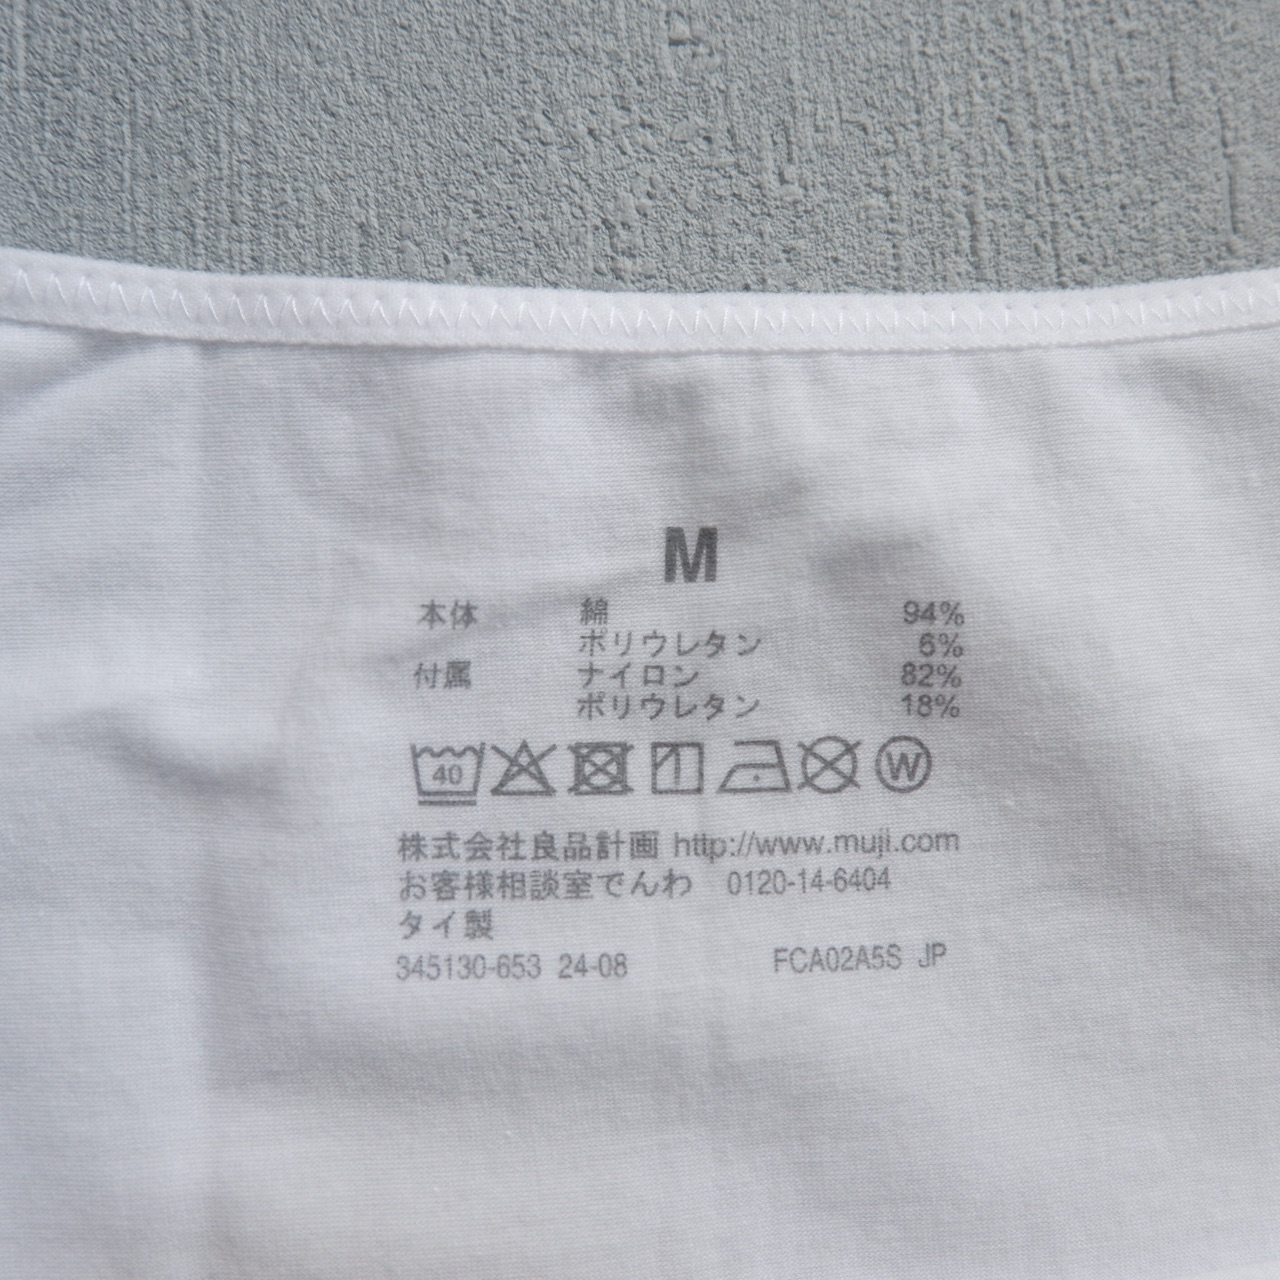 M
本体 綿 94%
ポリウレタン 6%
付属 ナイロン 82%
ポリウレタン 18%
40 W
株式会社良品計画 http://www.muji.com
お客様相談室でんわ 0120-14-6404
タイ製
345130-653 24-08 FCA02A5S JP